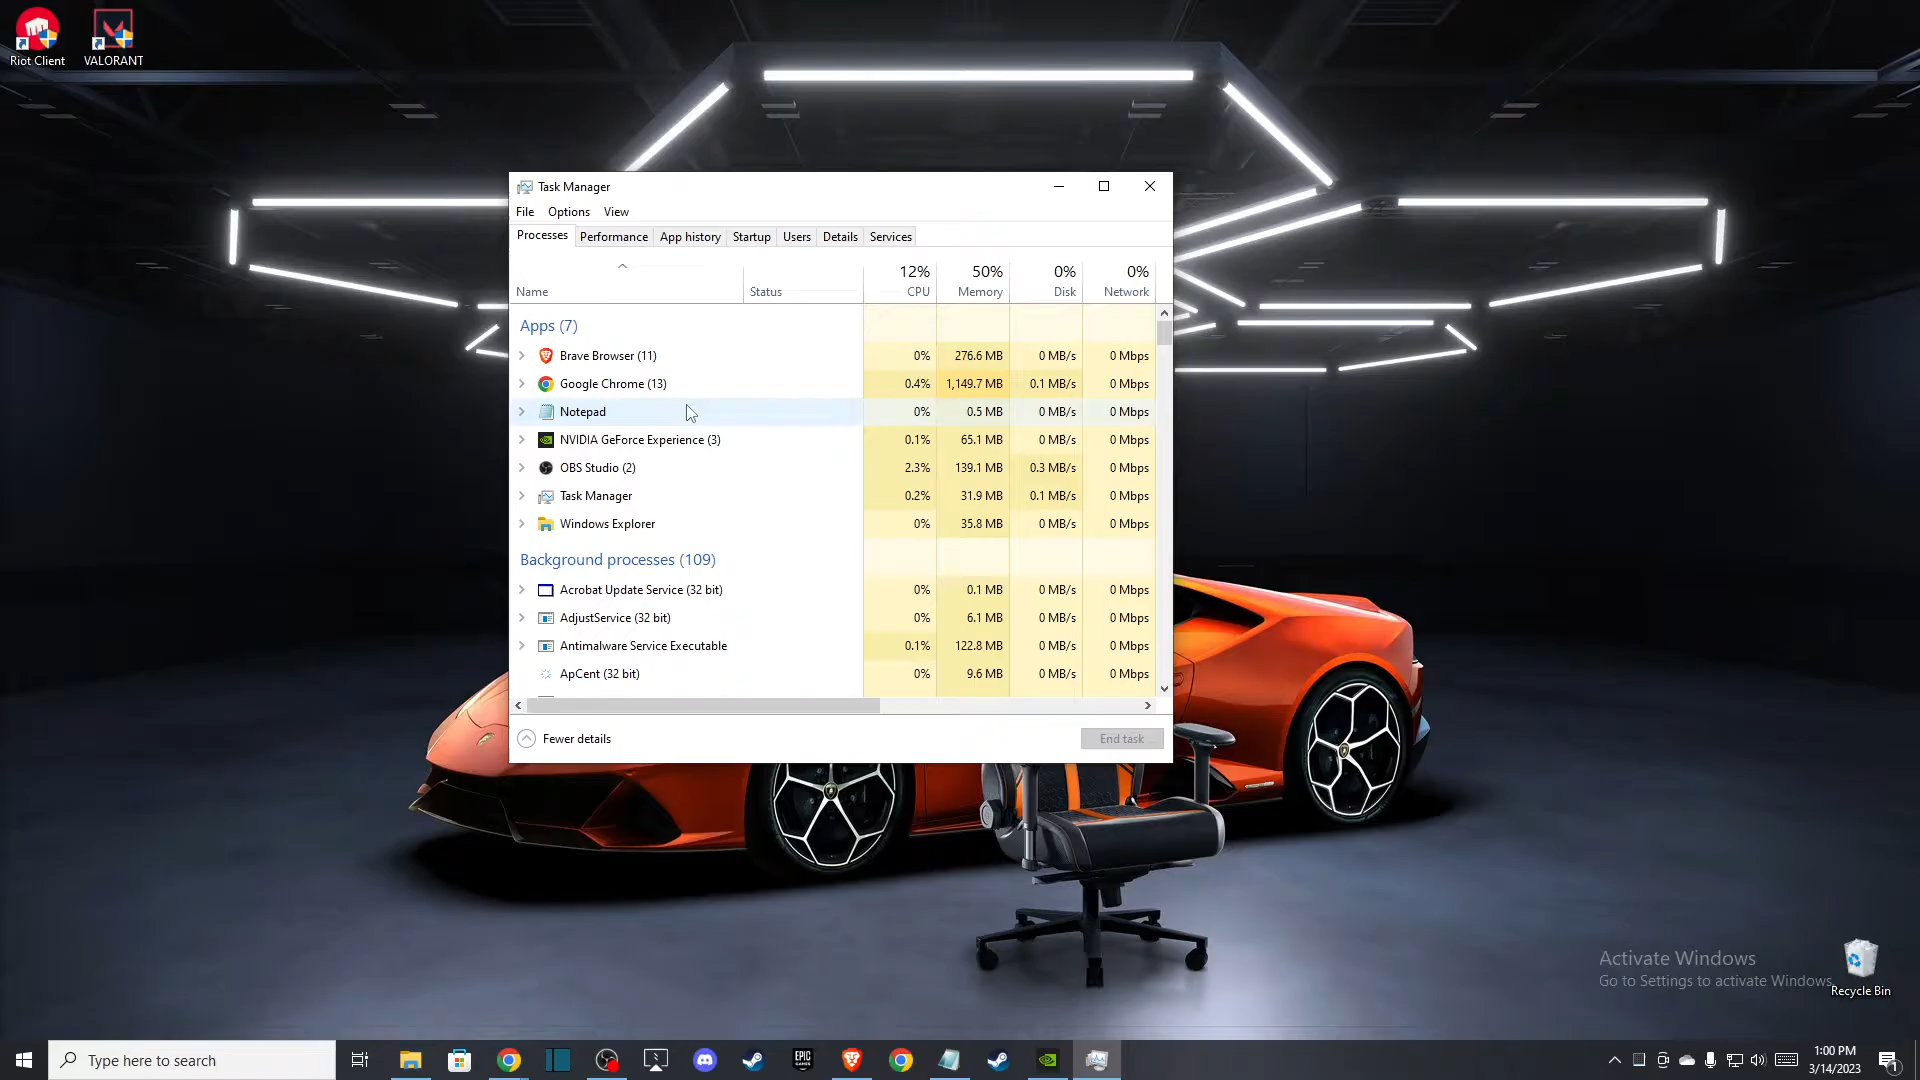 Riot Client
VALORANT
Task Manager
File Options View
Processes Performance App history Startup Users Details Services
12% 50% 0% 0%
Name Status CPU Memory Disk Network
Apps (7)
Brave Browser (11) 0% 276.6 MB 0 MB/s 0 Mbps
Google Chrome (13) 0.4% 1,149.7 MB 0.1 MB/s 0 Mbps
Notepad 0% 0.5 MB 0 MB/s 0 Mbps
NVIDIA GeForce Experience (3) 0.1% 65.1 MB 0 MB/s 0 Mbps
OBS Studio (2) 2.3% 139.1 MB 0.3 MB/s 0 Mbps
Task Manager 0.2% 31.9 MB 0.1 MB/s 0 Mbps
Windows Explorer 0% 35.8 MB 0 MB/s 0 Mbps
Background processes (109)
Acrobat Update Service (32 bit) 0% 0.1 MB 0 MB/s 0 Mbps
AdjustService (32 bit) 0% 6.1 MB 0 MB/s 0 Mbps
Antimalware Service Executable 0.1% 122.8 MB 0 MB/s 0 Mbps
ApCent (32 bit) 0% 9.6 MB 0 MB/s 0 Mbps
Fewer details
End task
Activate Windows
Go to Settings to activate Windows.
Recycle Bin
Type here to search
EPIC
GAMES
1:00 PM
3/14/2023
1